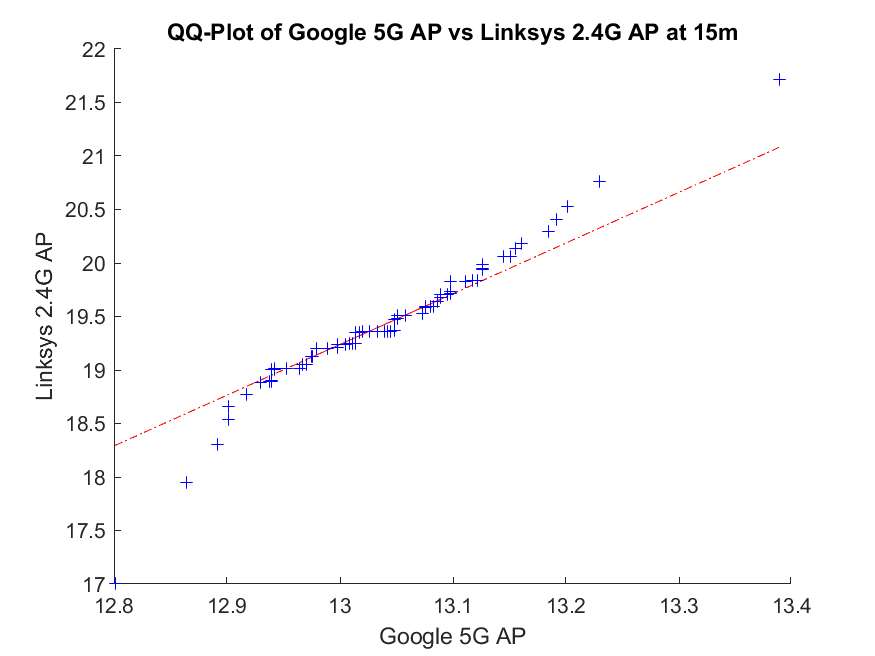 QQ-Plot of Google 5G AP vs Linksys 2.4G AP at 15m
22
21.5
21
20.5
20
19.5
19
18.5
18
17.5
17
Linksys 2.4G AP
12.8 12.9 13 13.1 13.2 13.3 13.4
Google 5G AP